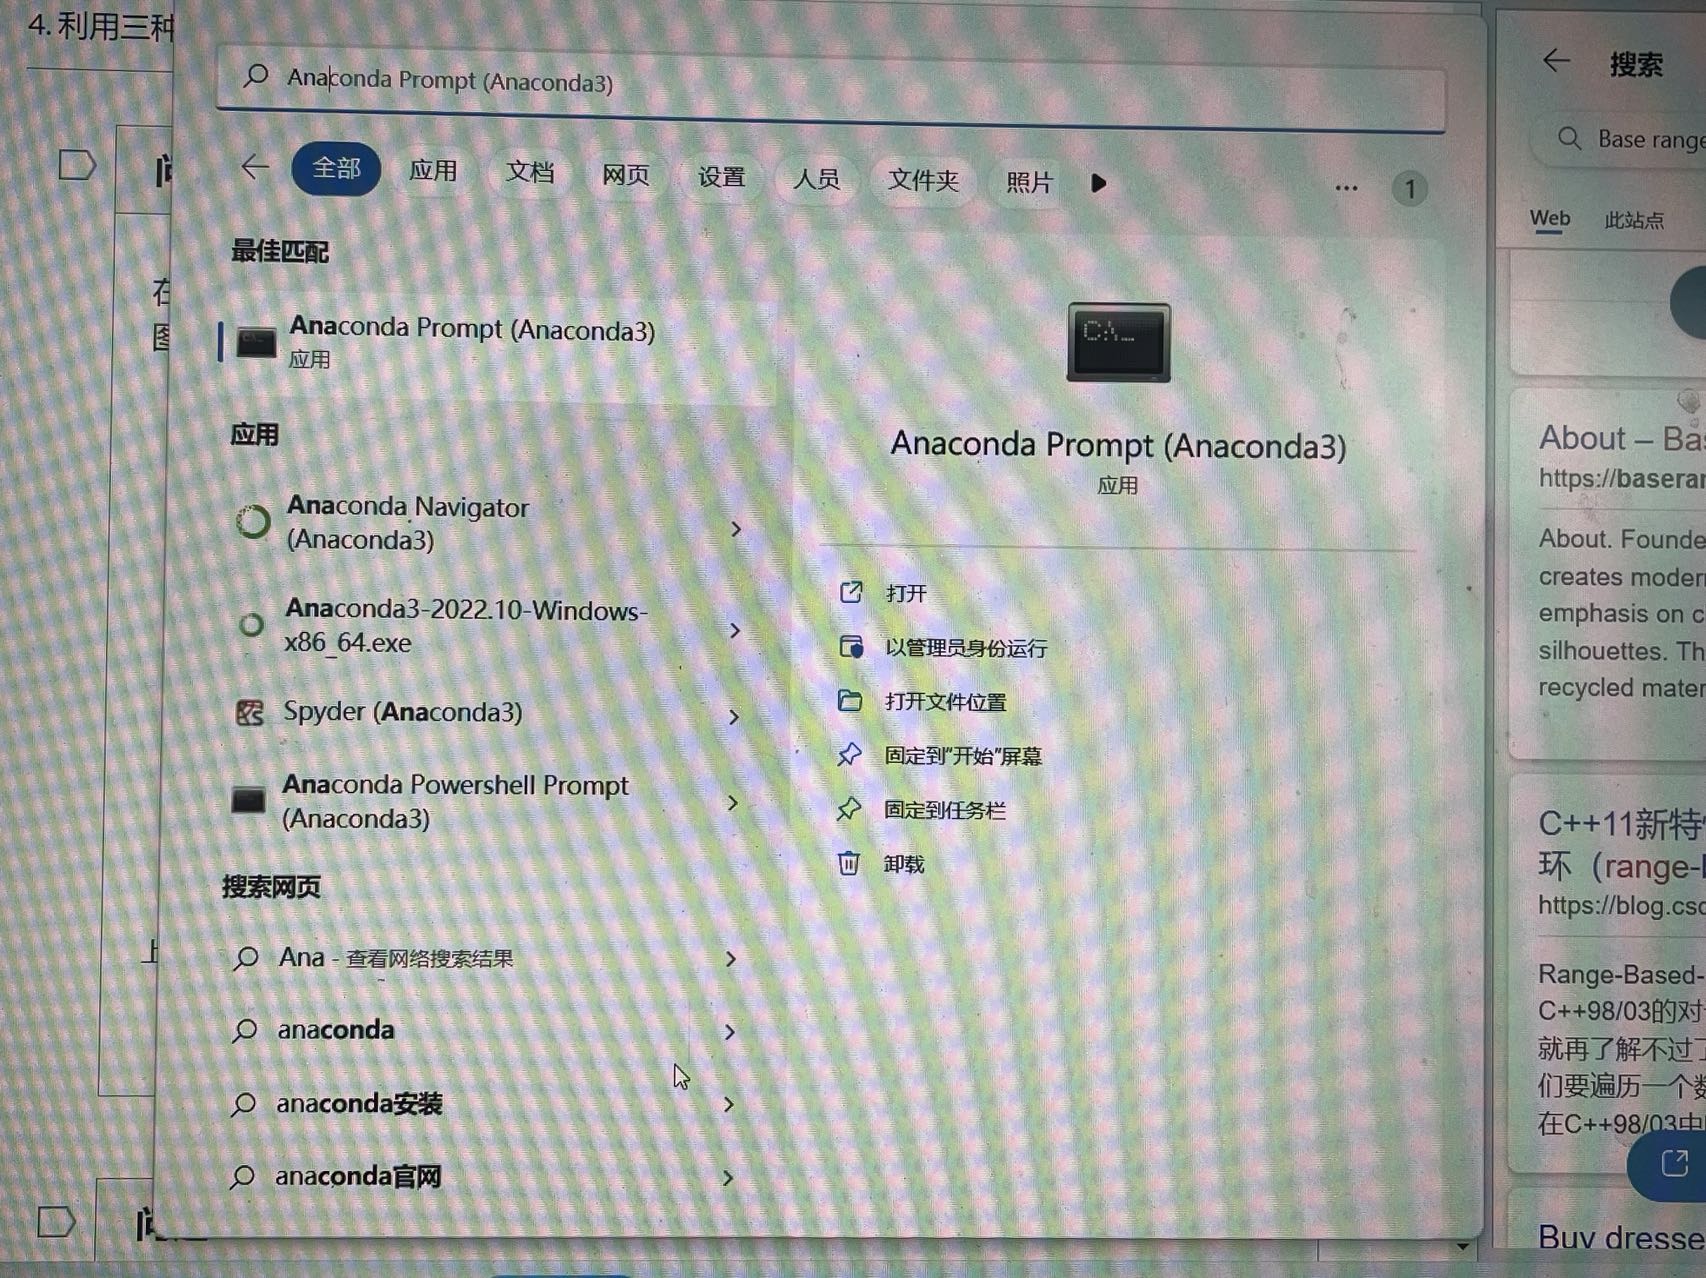 4. 利用三种
Anaconda Prompt (Anaconda3)
全部
应用
文档
网页
设置
人员
文件夹
照片
1
最佳匹配
Anaconda Prompt (Anaconda3)
应用
应用
Anaconda Navigator
(Anaconda3)
Anaconda3-2022.10-Windows-
x86_64.exe
Spyder (Anaconda3)
Anaconda Powershell Prompt
(Anaconda3)
搜索网页
Ana - 查看网络搜索结果
anaconda
anaconda安装
anaconda官网
Anaconda Prompt (Anaconda3)
应用
打开
以管理员身份运行
打开文件位置
固定到"开始"屏幕
固定到任务栏
卸载
在
图
上
搜索
Base range
Web
此站点
About – Bas
https://baseran
About. Founde
creates modern
emphasis on c
silhouettes. Th
recycled mater
C++11新特性
环（range-b
https://blog.csd
Range-Based-
C++98/03的对
就再了解不过了
们要遍历一个数
在C++98/03中
Buy dresse